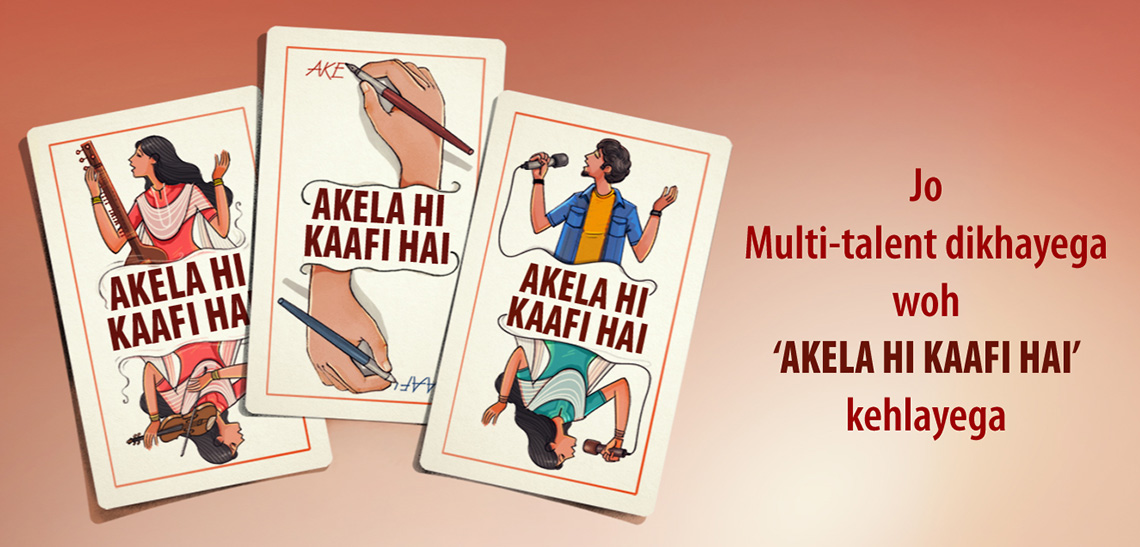 AKELA HI
KAAFI HAI
AKE
AKELA HI
KAAFI HAI
AKELA HI
KAAFI HAI
Jo
Multi-talent dikhayega
woh
‘AKELA HI KAAFI HAI’
kehlayega